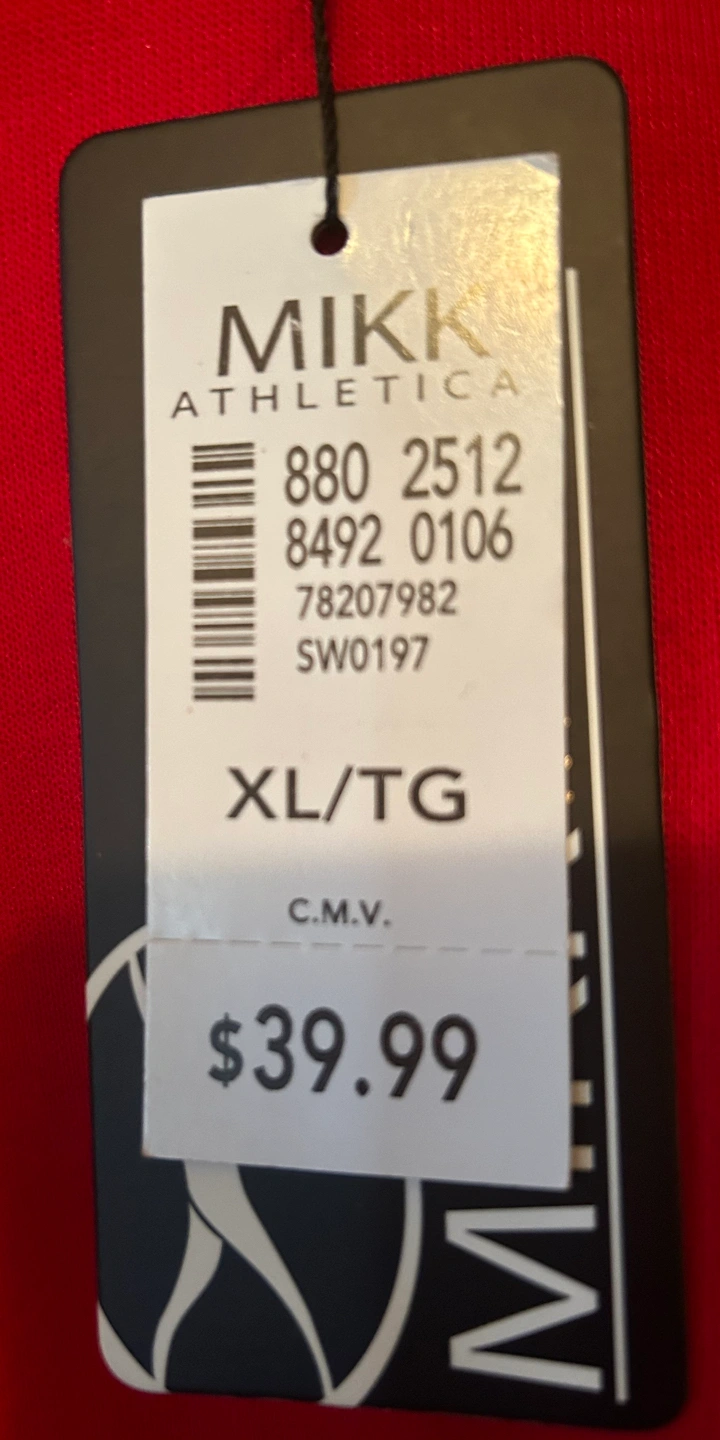 MIKK
ATHLETICA
880 2512
8492 0106
78207982
SW0197
XL/TG
C.M.V.
$39.99